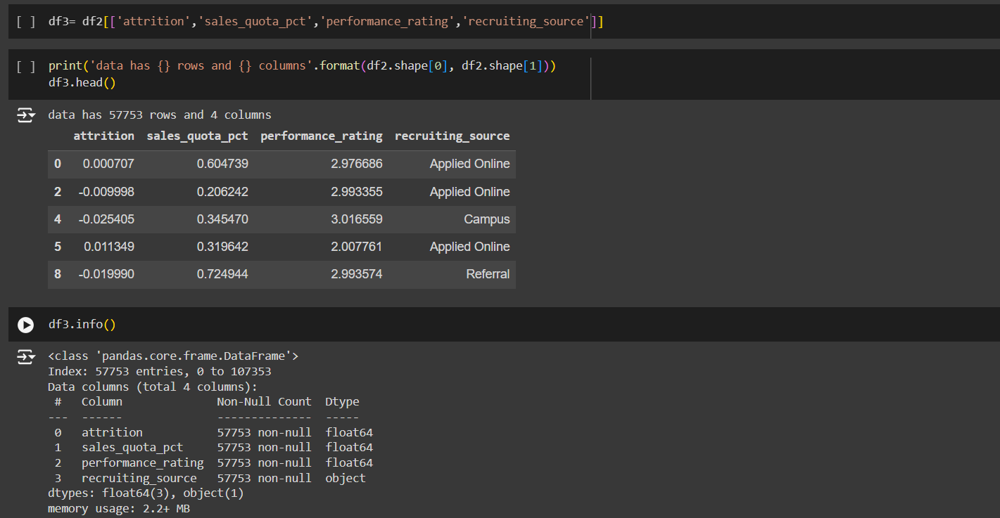 [ ] df3= df2[['attrition','sales_quota_pct','performance_rating','recruiting_source']]
[ ] print('data has {} rows and {} columns'.format(df2.shape[0], df2.shape[1]))
df3.head()
data has 57753 rows and 4 columns
attrition sales_quota_pct performance_rating recruiting_source
0 0.000707 0.604739 2.976686 Applied Online
2 -0.009998 0.206242 2.993355 Applied Online
4 -0.025405 0.345470 3.016559 Campus
5 0.011349 0.319642 2.007761 Applied Online
8 -0.019990 0.724944 2.993574 Referral
df3.info()
<class 'pandas.core.frame.DataFrame'>
Index: 57753 entries, 0 to 107353
Data columns (total 4 columns):
# Column Non-Null Count Dtype
--- ------ -------------- -----
0 attrition 57753 non-null float64
1 sales_quota_pct 57753 non-null float64
2 performance_rating 57753 non-null float64
3 recruiting_source 57753 non-null object
dtypes: float64(3), object(1)
memory usage: 2.2+ MB